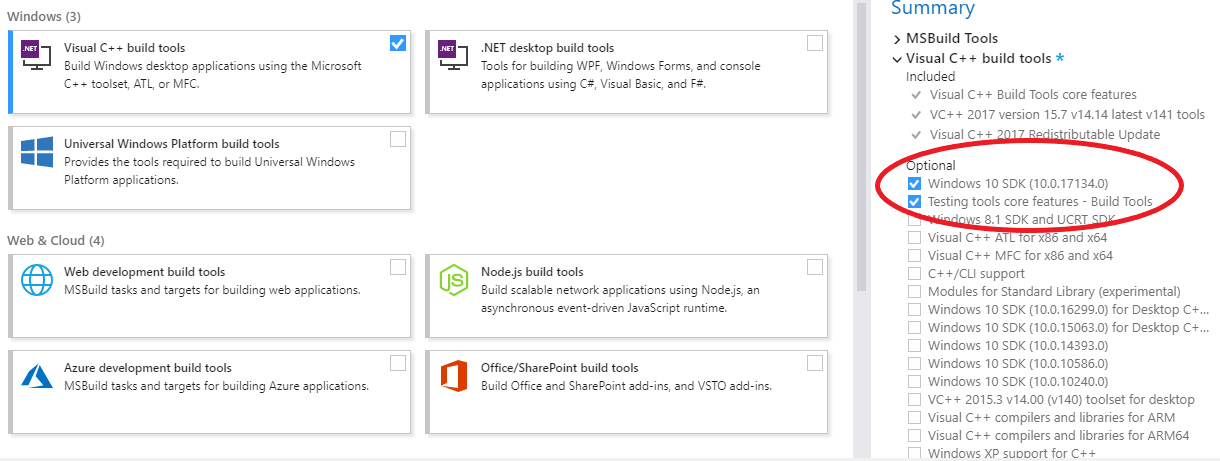 Windows (3)
Visual C++ build tools
Build Windows desktop applications using the Microsoft
C++ toolset, ATL, or MFC.
.NET desktop build tools
Tools for building WPF, Windows Forms, and console
applications using C#, Visual Basic, and F#.
Universal Windows Platform build tools
Provides the tools required to build Universal Windows
Platform applications.
Web & Cloud (4)
Web development build tools
MSBuild tasks and targets for building web applications.
Node.js build tools
Build scalable network applications using Node.js, an
asynchronous event-driven JavaScript runtime.
Azure development build tools
MSBuild tasks and targets for building Azure applications.
Office/SharePoint build tools
Build Office and SharePoint add-ins, and VSTO add-ins.
.NET
.NET
JS
Summary
MSBuild Tools
Visual C++ build tools *
Included
Visual C++ Build Tools core features
VC++ 2017 version 15.7 v14.14 latest v141 tools
Visual C++ 2017 Redistributable Update
Optional
Windows 10 SDK (10.0.17134.0)
Testing tools core features - Build Tools
Windows 8.1 SDK and UCRT SDK
Visual C++ ATL for x86 and x64
Visual C++ MFC for x86 and x64
C++/CLI support
Modules for Standard Library (experimental)
Windows 10 SDK (10.0.16299.0) for Desktop C+...
Windows 10 SDK (10.0.15063.0) for Desktop C+...
Windows 10 SDK (10.0.14393.0)
Windows 10 SDK (10.0.10586.0)
Windows 10 SDK (10.0.10240.0)
VC++ 2015.3 v14.00 (v140) toolset for desktop
Visual C++ compilers and libraries for ARM
Visual C++ compilers and libraries for ARM64
Windows XP support for C++